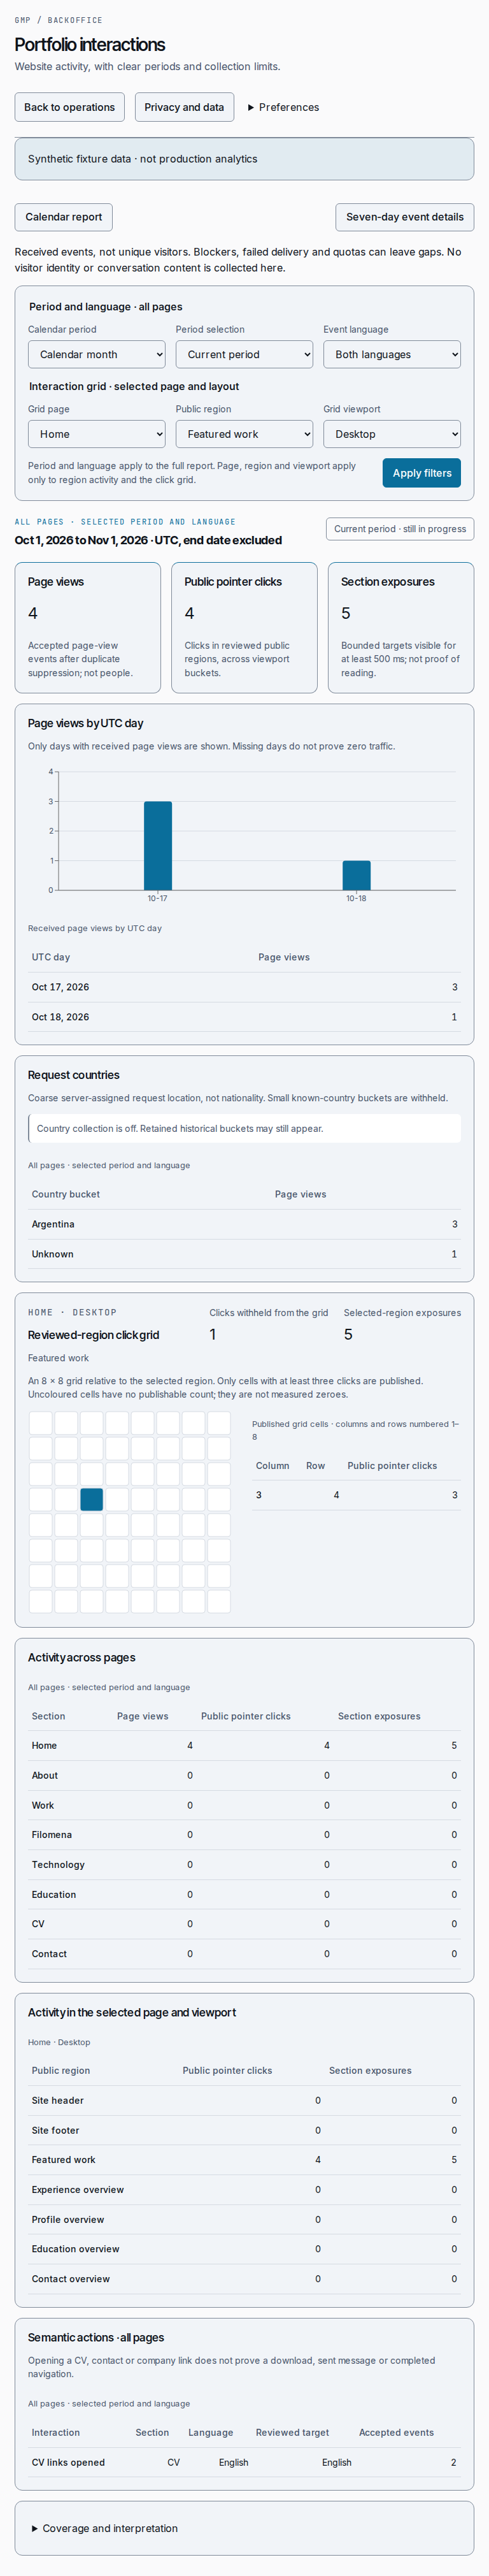 GMP / BACKOFFICE
Portfolio interactions
Website activity, with clear periods and collection limits.
Back to operations Privacy and data ▶ Preferences
Synthetic fixture data · not production analytics
Calendar report Seven-day event details
Received events, not unique visitors. Blockers, failed delivery and quotas can leave gaps. No
visitor identity or conversation content is collected here.
Period and language · all pages
Calendar period Period selection Event language
Calendar month Current period Both languages
Interaction grid · selected page and layout
Grid page Public region Grid viewport
Home Featured work Desktop
Period and language apply to the full report. Page, region and viewport apply
only to region activity and the click grid.
Apply filters
ALL PAGES · SELECTED PERIOD AND LANGUAGE
Oct 1, 2026 to Nov 1, 2026 · UTC, end date excluded
Current period · still in progress
Page views
4
Accepted page-view
events after duplicate
suppression; not people.
Public pointer clicks
4
Clicks in reviewed public
regions, across viewport
buckets.
Section exposures
5
Bounded targets visible for
at least 500 ms; not proof of
reading.
Page views by UTC day
Only days with received page views are shown. Missing days do not prove zero traffic.
4
3
2
1
0
10-17 10-18
Received page views by UTC day
UTC day Page views
Oct 17, 2026 3
Oct 18, 2026 1
Request countries
Coarse server-assigned request location, not nationality. Small known-country buckets are withheld.
Country collection is off. Retained historical buckets may still appear.
All pages · selected period and language
Country bucket Page views
Argentina 3
Unknown 1
HOME · DESKTOP
Reviewed-region click grid
Featured work
Clicks withheld from the grid
1
Selected-region exposures
5
An 8 × 8 grid relative to the selected region. Only cells with at least three clicks are published.
Uncoloured cells have no publishable count; they are not measured zeroes.
Published grid cells · columns and rows numbered 1–
8
Column Row Public pointer clicks
3 4 3
Activity across pages
All pages · selected period and language
Section Page views Public pointer clicks Section exposures
Home 4 4 5
About 0 0 0
Work 0 0 0
Filomena 0 0 0
Technology 0 0 0
Education 0 0 0
CV 0 0 0
Contact 0 0 0
Activity in the selected page and viewport
Home · Desktop
Public region Public pointer clicks Section exposures
Site header 0 0
Site footer 0 0
Featured work 4 5
Experience overview 0 0
Profile overview 0 0
Education overview 0 0
Contact overview 0 0
Semantic actions · all pages
Opening a CV, contact or company link does not prove a download, sent message or completed
navigation.
All pages · selected period and language
Interaction Section Language Reviewed target Accepted events
CV links opened CV English English 2
▶ Coverage and interpretation